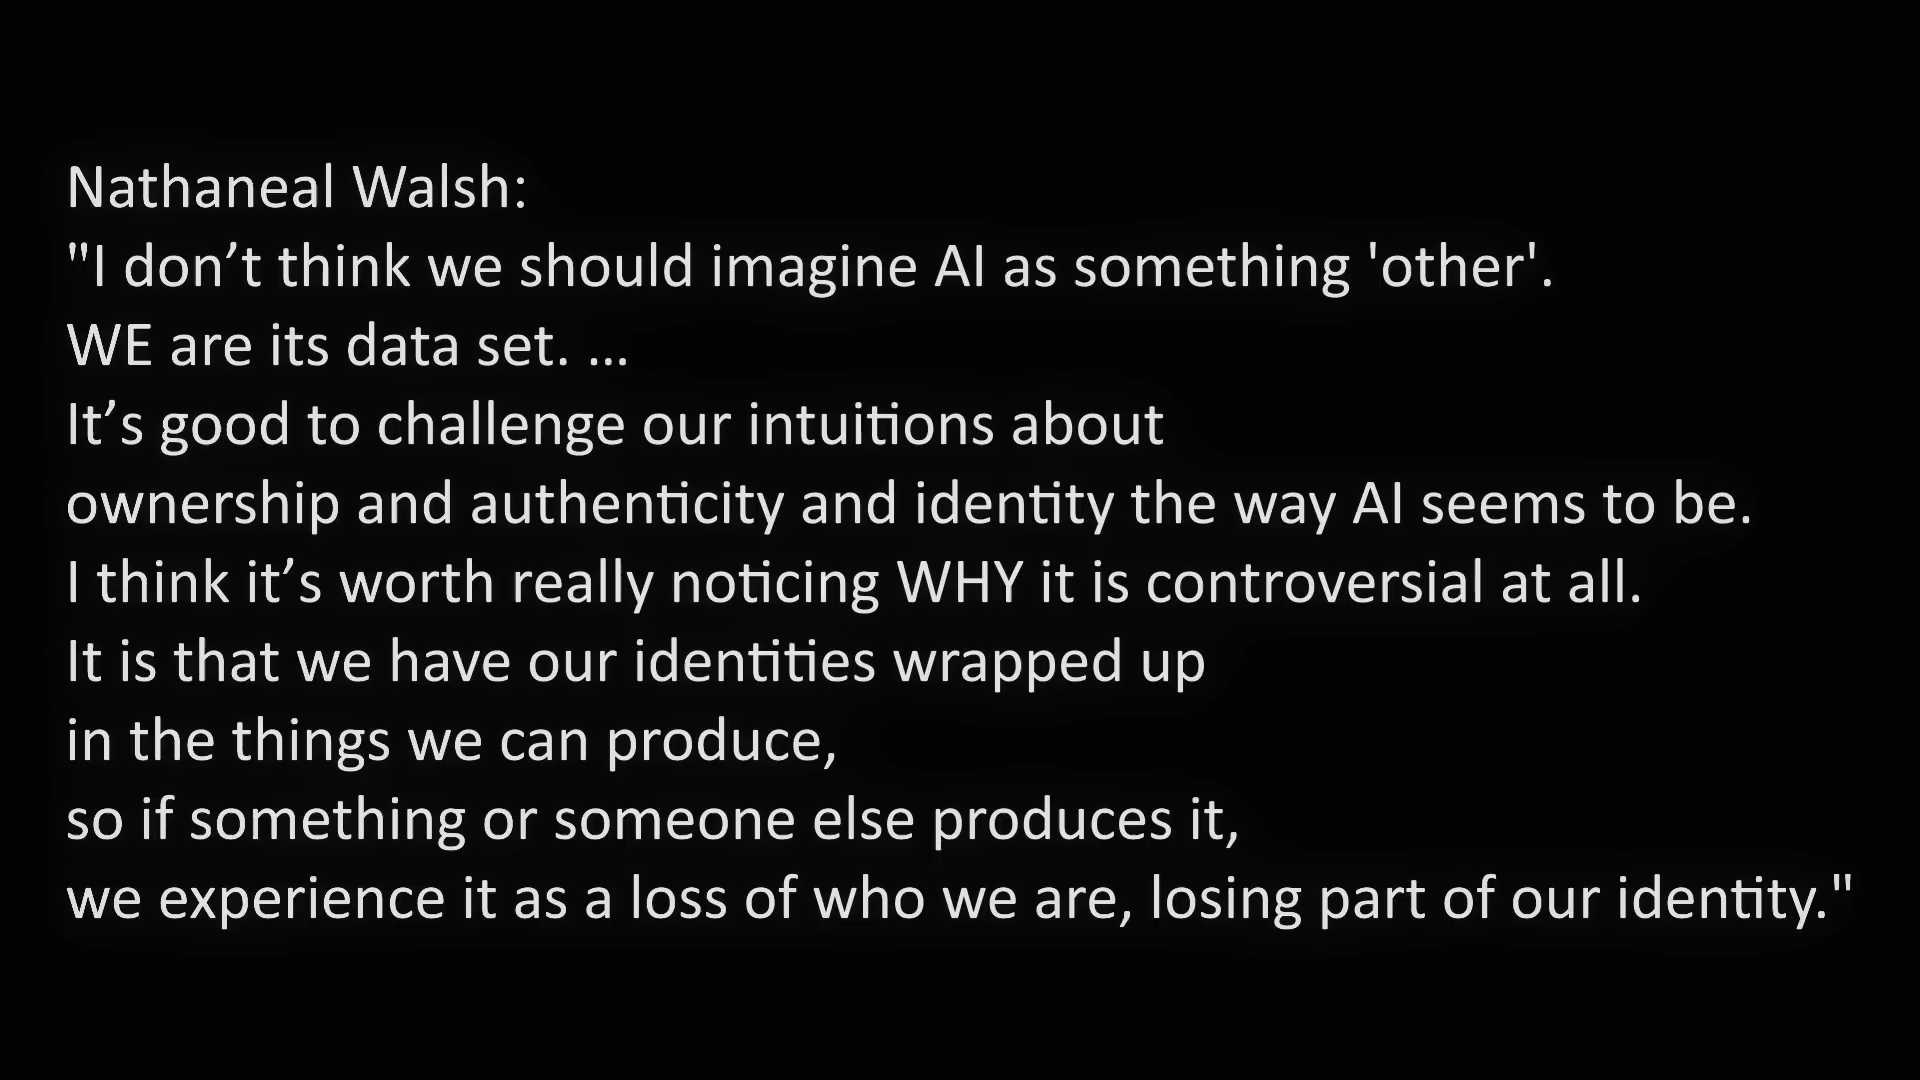 Nathaneal Walsh:
"I don’t think we should imagine AI as something 'other'.
WE are its data set. ...
It’s good to challenge our intuitions about
ownership and authenticity and identity the way AI seems to be.
I think it’s worth really noticing WHY it is controversial at all.
It is that we have our identities wrapped up
in the things we can produce,
so if something or someone else produces it,
we experience it as a loss of who we are, losing part of our identity."